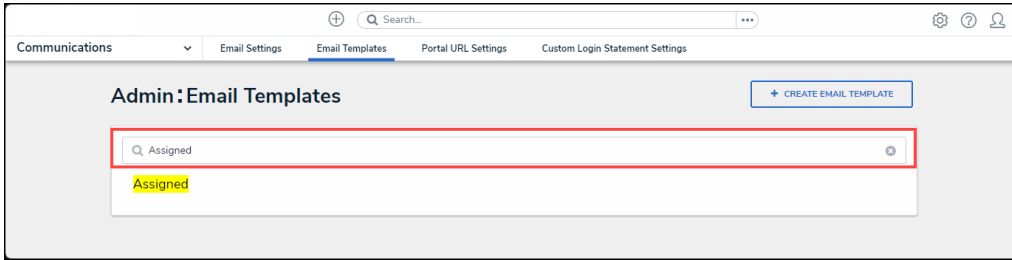 Search...
Communications Email Settings Email Templates Portal URL Settings Custom Login Statement Settings
Admin:Email Templates
+ CREATE EMAIL TEMPLATE
Assigned
Assigned